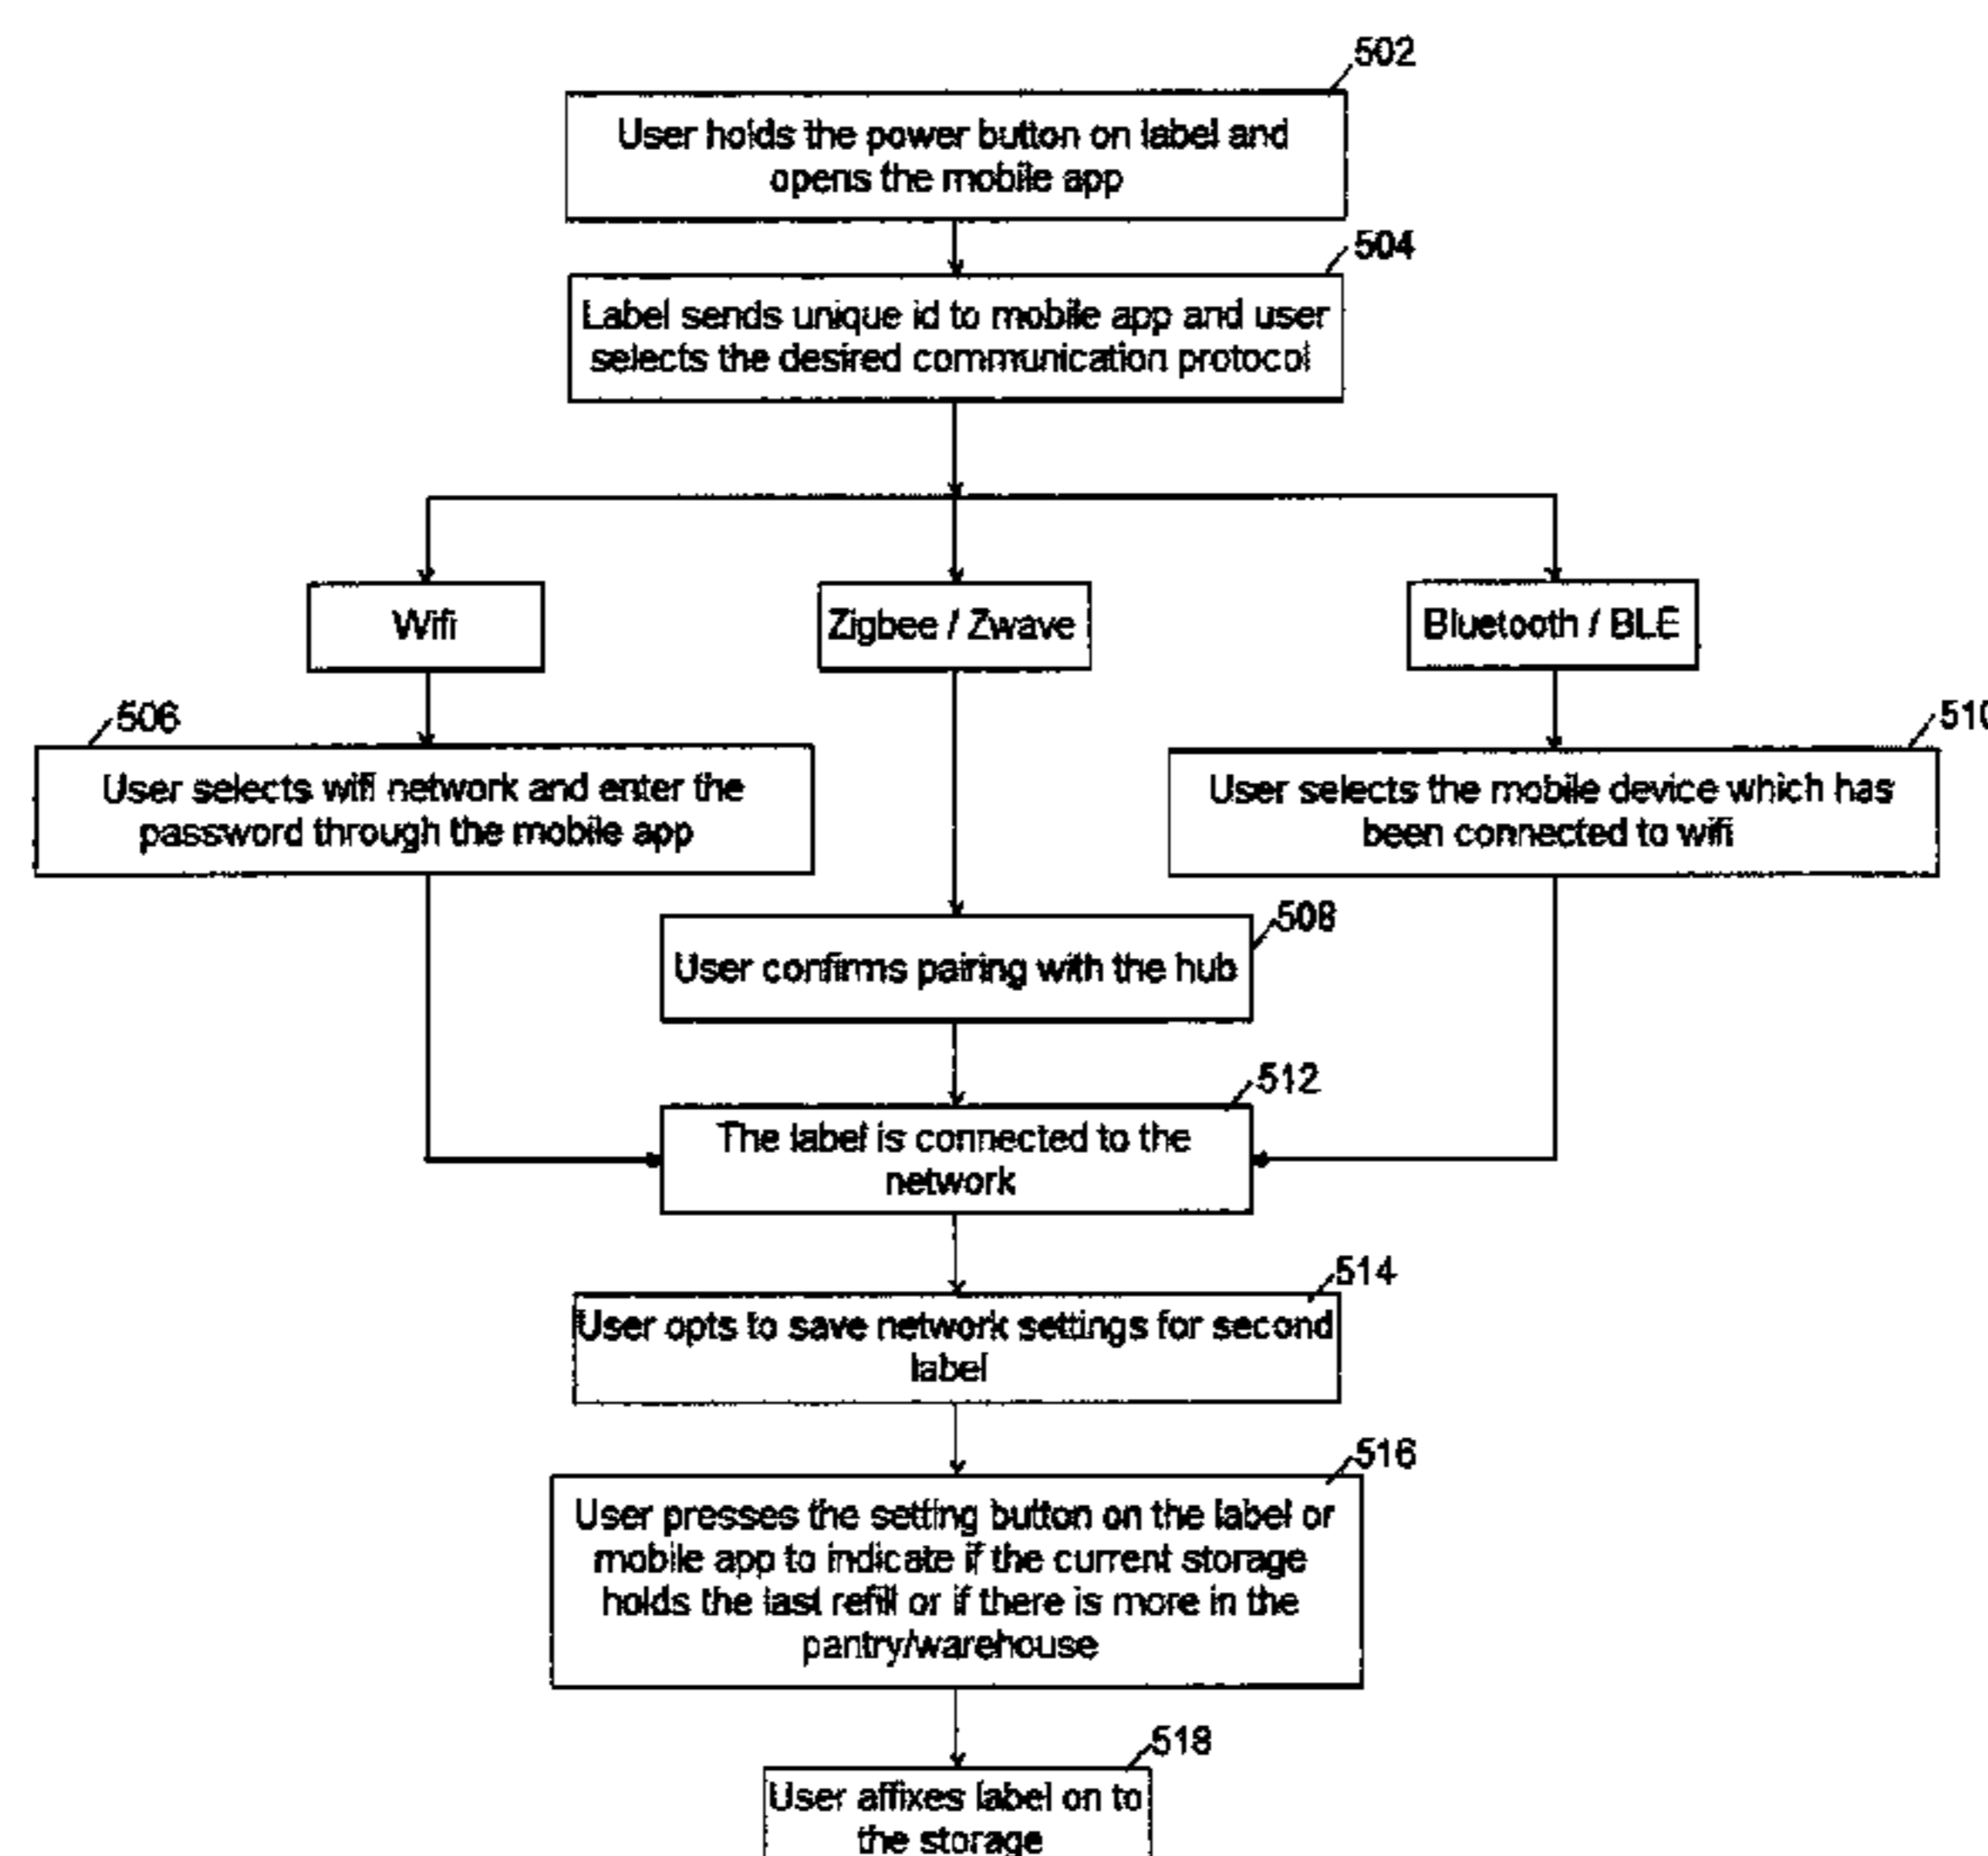 502
User holds the power button on label and
opens the mobile app
504
Label sends unique id to mobile app and user
selects the desired communication protocol
Wifi
Zigbee / Zwave
Bluetooth / BLE
506
User selects wifi network and enter the
password through the mobile app
510
User selects the mobile device which has
been connected to wifi
508
User confirms pairing with the hub
512
The label is connected to the
network
514
User opts to save network settings for second
label
516
User presses the setting button on the label or
mobile app to indicate if the current storage
holds the last refill or if there is more in the
pantry/warehouse
518
User affixes label on to
the storage